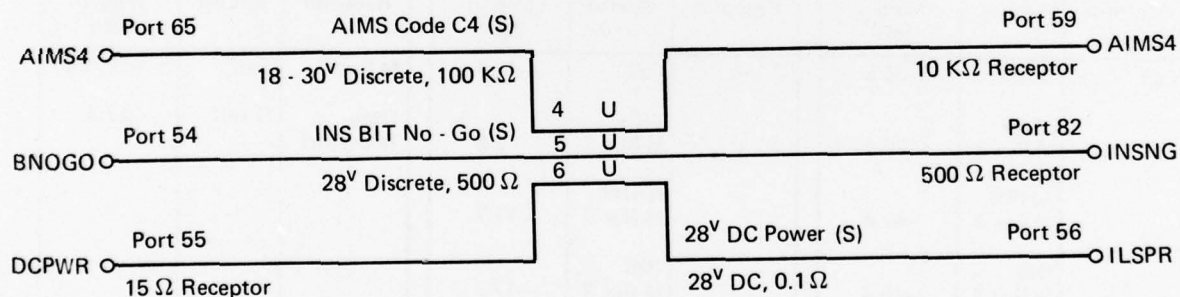 Port 65 AIMS Code C4 (S) Port 59
AIMS4 AIMS4
18 - 30V Discrete, 100 KΩ 10 KΩ Receptor
4 U
Port 54 INS BIT No - Go (S) 5 U Port 82
BNOGO INSNG
28V Discrete, 500 Ω 6 U 500 Ω Receptor
Port 55 28V DC Power (S) Port 56
DCPWR ILSPR
15 Ω Receptor 28V DC, 0.1 Ω